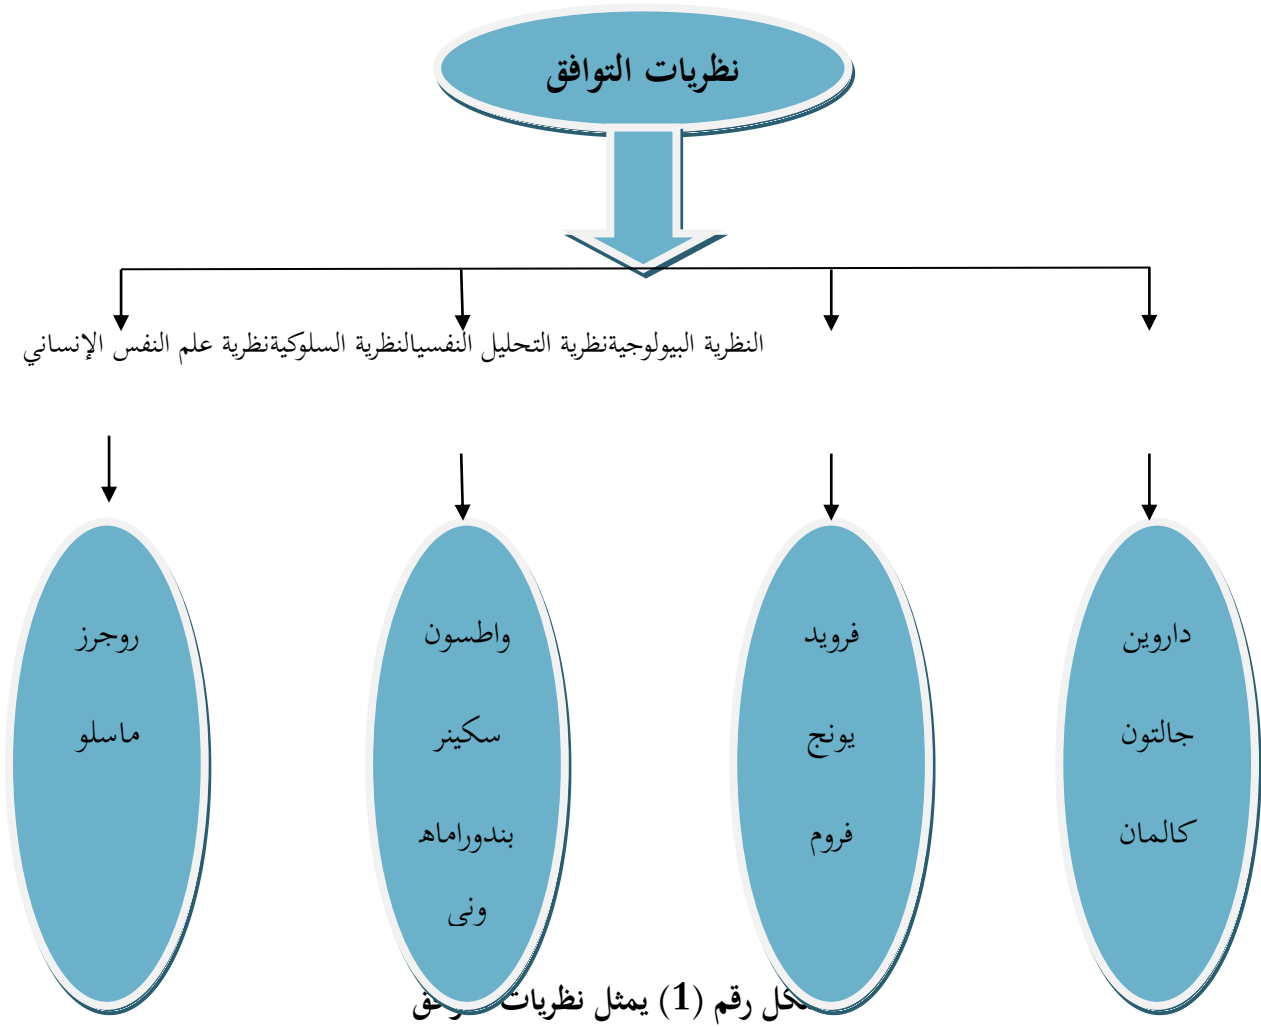 نظريات التوافق
النظرية البيولوجيةنظرية التحليل النفسيالنظرية السلوكيةنظرية علم النفس الإنساني
داروين
جالتون
كالمان
فرويد
يونج
فروم
واطسون
سكينر
بندوراماهـ
ونى
روجرز
ماسلو
رقم (1) يمثل نظريات